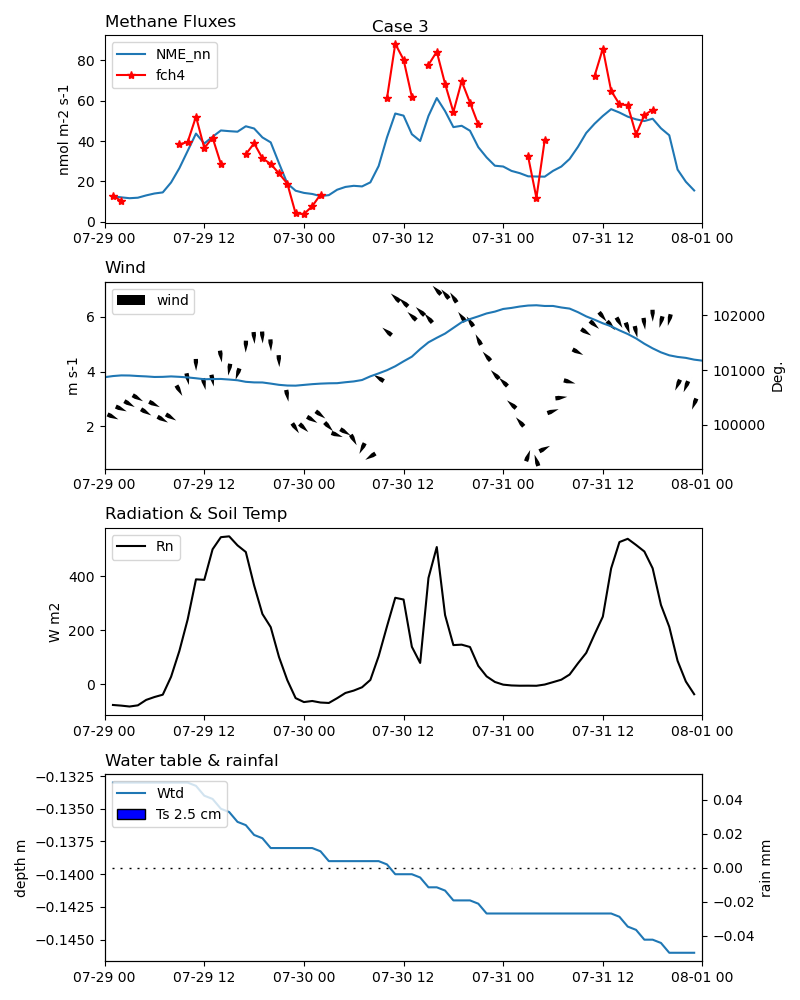 Case 3
Methane Fluxes
NME_nn
fch4
nmol m-2 s-1
80
60
40
20
0
07-29 00 07-29 12 07-30 00 07-30 12 07-31 00 07-31 12 08-01 00
Wind
wind
m s-1
6
4
2
102000
101000
100000
Deg.
07-29 00 07-29 12 07-30 00 07-30 12 07-31 00 07-31 12 08-01 00
Radiation & Soil Temp
Rn
W m2
400
200
0
07-29 00 07-29 12 07-30 00 07-30 12 07-31 00 07-31 12 08-01 00
Water table & rainfal
Wtd
Ts 2.5 cm
depth m
−0.1325
−0.1350
−0.1375
−0.1400
−0.1425
−0.1450
0.04
0.02
0.00
−0.02
−0.04
rain mm
07-29 00 07-29 12 07-30 00 07-30 12 07-31 00 07-31 12 08-01 00